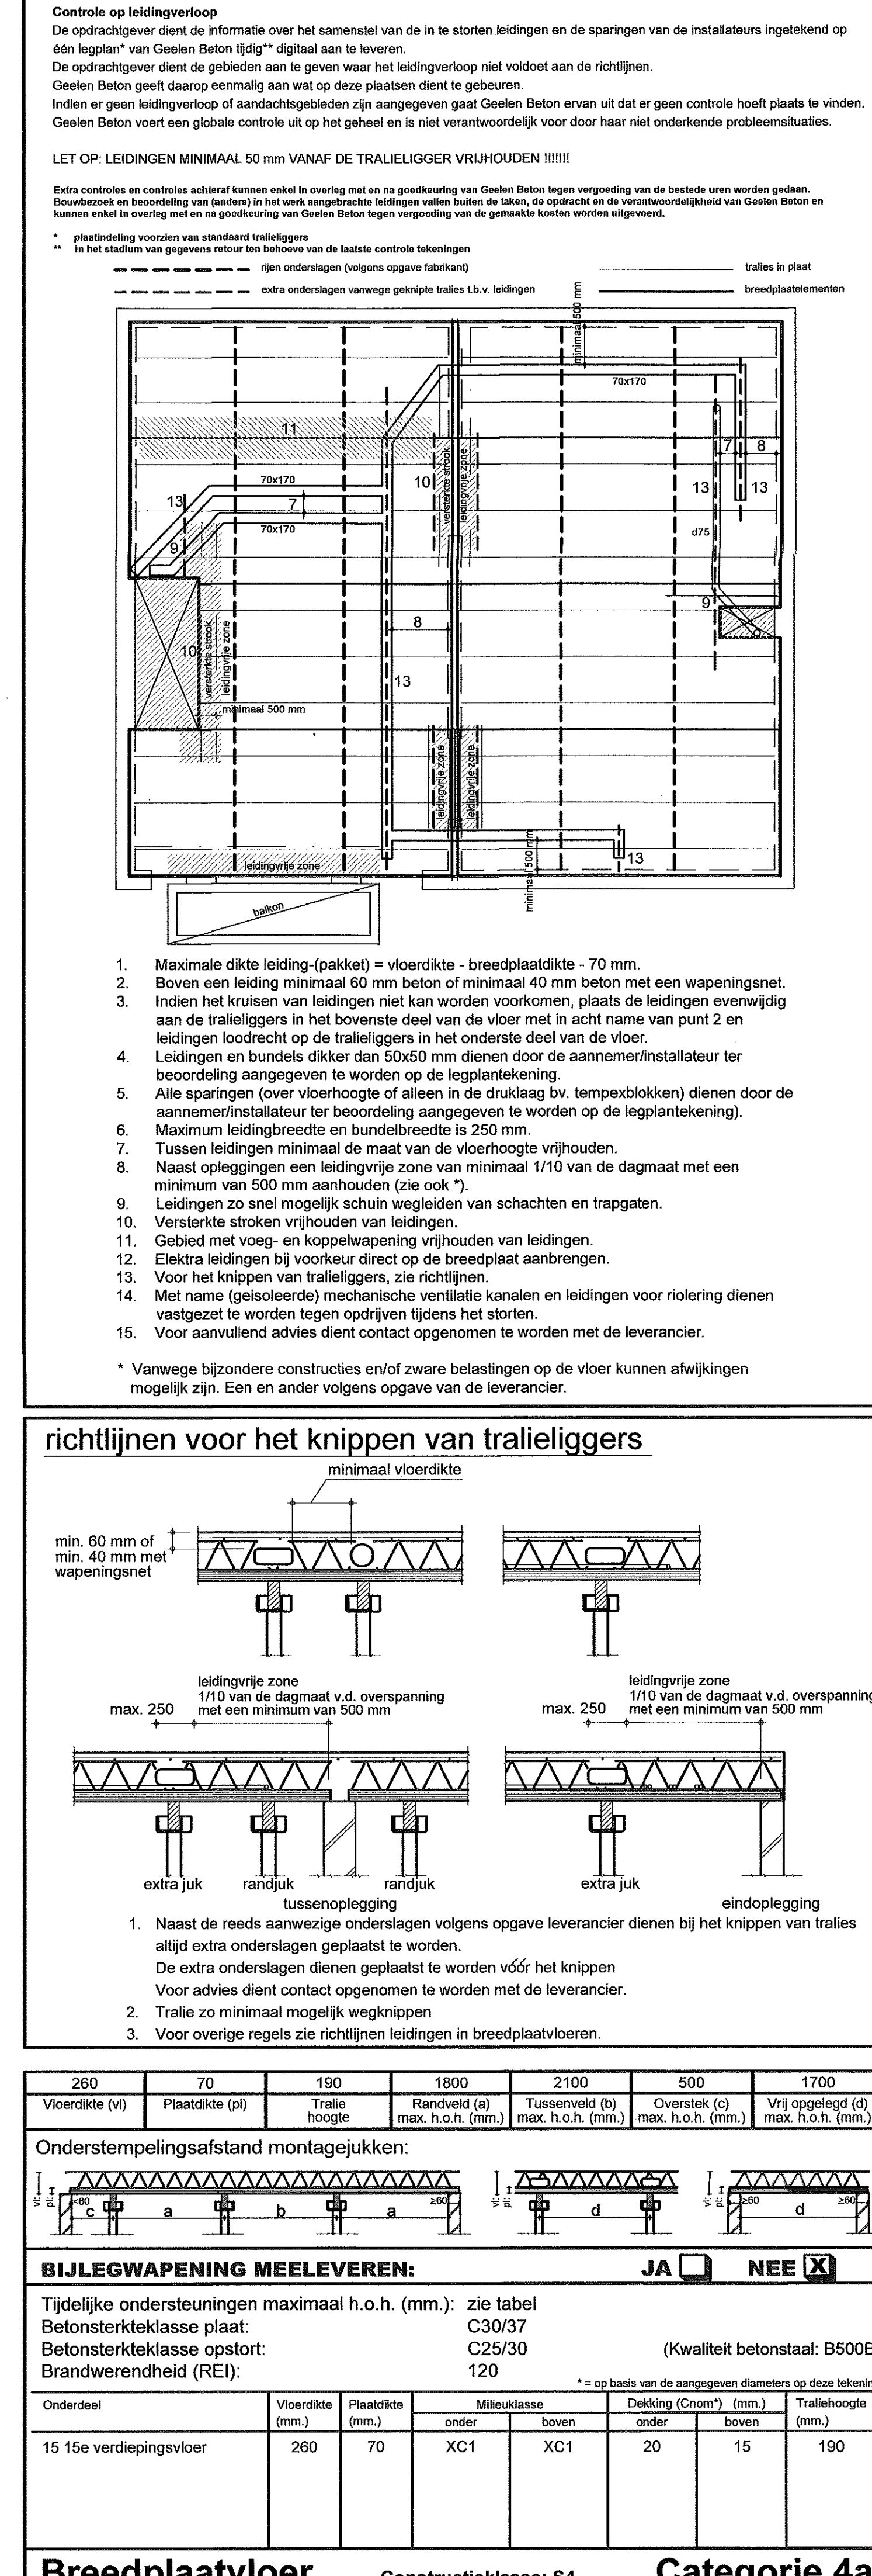 Controle op leidingverloop
De opdrachtgever dient de informatie over het samenstel van de in te storten leidingen en de sparingen van de installateurs ingetekend op
één legplan* van Geelen Beton tijdig** digitaal aan te leveren.
De opdrachtgever dient de gebieden aan te geven waar het leidingverloop niet voldoet aan de richtlijnen.
Geelen Beton geeft daarop eenmalig aan wat op deze plaatsen dient te gebeuren.
Indien er geen leidingverloop of aandachtsgebieden zijn aangegeven gaat Geelen Beton ervan uit dat er geen controle hoeft plaats te vinden.
Geelen Beton voert een globale controle uit op het geheel en is niet verantwoordelijk voor door haar niet onderkende probleemsituaties.
LET OP: LEIDINGEN MINIMAAL 50 mm VANAF DE TRALIELIGGER VRIJHOUDEN !!!!!!!
Extra controles en controles achteraf kunnen enkel in overleg met en na goedkeuring van Geelen Beton tegen vergoeding van de bestede uren worden gedaan.
Bouwbezoek en beoordeling van (anders) in het werk aangebrachte leidingen vallen buiten de taken, de opdracht en de verantwoordelijkheid van Geelen Beton en
kunnen enkel in overleg met en na goedkeuring van Geelen Beton tegen vergoeding van de gemaakte kosten worden uitgevoerd.
* plaatindeling voorzien van standaard tralieliggers
** in het stadium van gegevens retour ten behoeve van de laatste controle tekeningen
rijen onderslagen (volgens opgave fabrikant)
tralies in plaat
extra onderslagen vanwege geknipte tralies t.b.v. leidingen
breedplaatelementen
minimaal 500 mm
70x170
11
7
8
10
versterkte strook
leidingvrije zone
13
70x170
7
13
13
70x170
d75
9
9
8
10
versterkte strook
leidingvrije zone
13
minimaal 500 mm
leidingvrije zone
leidingvrije zone
minimaal 500 mm
13
leidingvrije zone
balkon
1. Maximale dikte leiding-(pakket) = vloerdikte - breedplaatdikte - 70 mm.
2. Boven een leiding minimaal 60 mm beton of minimaal 40 mm beton met een wapeningsnet.
3. Indien het kruisen van leidingen niet kan worden voorkomen, plaats de leidingen evenwijdig
aan de tralieliggers in het bovenste deel van de vloer met in acht name van punt 2 en
leidingen loodrecht op de tralieliggers in het onderste deel van de vloer.
4. Leidingen en bundels dikker dan 50x50 mm dienen door de aannemer/installateur ter
beoordeling aangegeven te worden op de legplantekening.
5. Alle sparingen (over vloerhoogte of alleen in de druklaag bv. tempexblokken) dienen door de
aannemer/installateur ter beoordeling aangegeven te worden op de legplantekening).
6. Maximum leidingbreedte en bundelbreedte is 250 mm.
7. Tussen leidingen minimaal de maat van de vloerhoogte vrijhouden.
8. Naast opleggingen een leidingvrije zone van minimaal 1/10 van de dagmaat met een
minimum van 500 mm aanhouden (zie ook *).
9. Leidingen zo snel mogelijk schuin wegleiden van schachten en trapgaten.
10. Versterkte stroken vrijhouden van leidingen.
11. Gebied met voeg- en koppelwapening vrijhouden van leidingen.
12. Elektra leidingen bij voorkeur direct op de breedplaat aanbrengen.
13. Voor het knippen van tralieliggers, zie richtlijnen.
14. Met name (geisoleerde) mechanische ventilatie kanalen en leidingen voor riolering dienen
vastgezet te worden tegen opdrijven tijdens het storten.
15. Voor aanvullend advies dient contact opgenomen te worden met de leverancier.
* Vanwege bijzondere constructies en/of zware belastingen op de vloer kunnen afwijkingen
mogelijk zijn. Een en ander volgens opgave van de leverancier.
richtlijnen voor het knippen van tralieliggers
minimaal vloerdikte
min. 60 mm of
min. 40 mm met
wapeningsnet
leidingvrije zone
1/10 van de dagmaat v.d. overspanning
max. 250 met een minimum van 500 mm
leidingvrije zone
1/10 van de dagmaat v.d. overspanning
max. 250 met een minimum van 500 mm
extra juk randjuk randjuk extra juk
tussenoplegging eindoplegging
1. Naast de reeds aanwezige onderslagen volgens opgave leverancier dienen bij het knippen van tralies
altijd extra onderslagen geplaatst te worden.
De extra onderslagen dienen geplaatst te worden vóór het knippen
Voor advies dient contact opgenomen te worden met de leverancier.
2. Tralie zo minimaal mogelijk wegknippen
3. Voor overige regels zie richtlijnen leidingen in breedplaatvloeren.
260 70 190 1800 2100 500 1700
Vloerdikte (vl) Plaatdikte (pl) Tralie hoogte Randveld (a) max. h.o.h. (mm.) Tussenveld (b) max. h.o.h. (mm.) Overstek (c) max. h.o.h. (mm.) Vrij opgelegd (d) max. h.o.h. (mm.)
Onderstempelingsafstand montagejukken:
vl: pl: <60 c a b a ≥60 vl: pl: d vl: pl: ≥60 d ≥60
BIJLEGWAPENING MEELEVEREN: JA NEE X
Tijdelijke ondersteuningen maximaal h.o.h. (mm.): zie tabel
Betonsterkteklasse plaat: C30/37
Betonsterkteklasse opstort: C25/30 (Kwaliteit betonstaal: B500B
Brandwerendheid (REI): 120
* = op basis van de aangegeven diameters op deze tekenin
Onderdeel Vloerdikte (mm.) Plaatdikte (mm.) Milieuklasse Dekking (Cnom*) (mm.) Traliehoogte (mm.)
onder boven onder boven
15 15e verdiepingsvloer 260 70 XC1 XC1 20 15 190
Breedplaatvloer Constructieklasse: S4 Categorie 4a